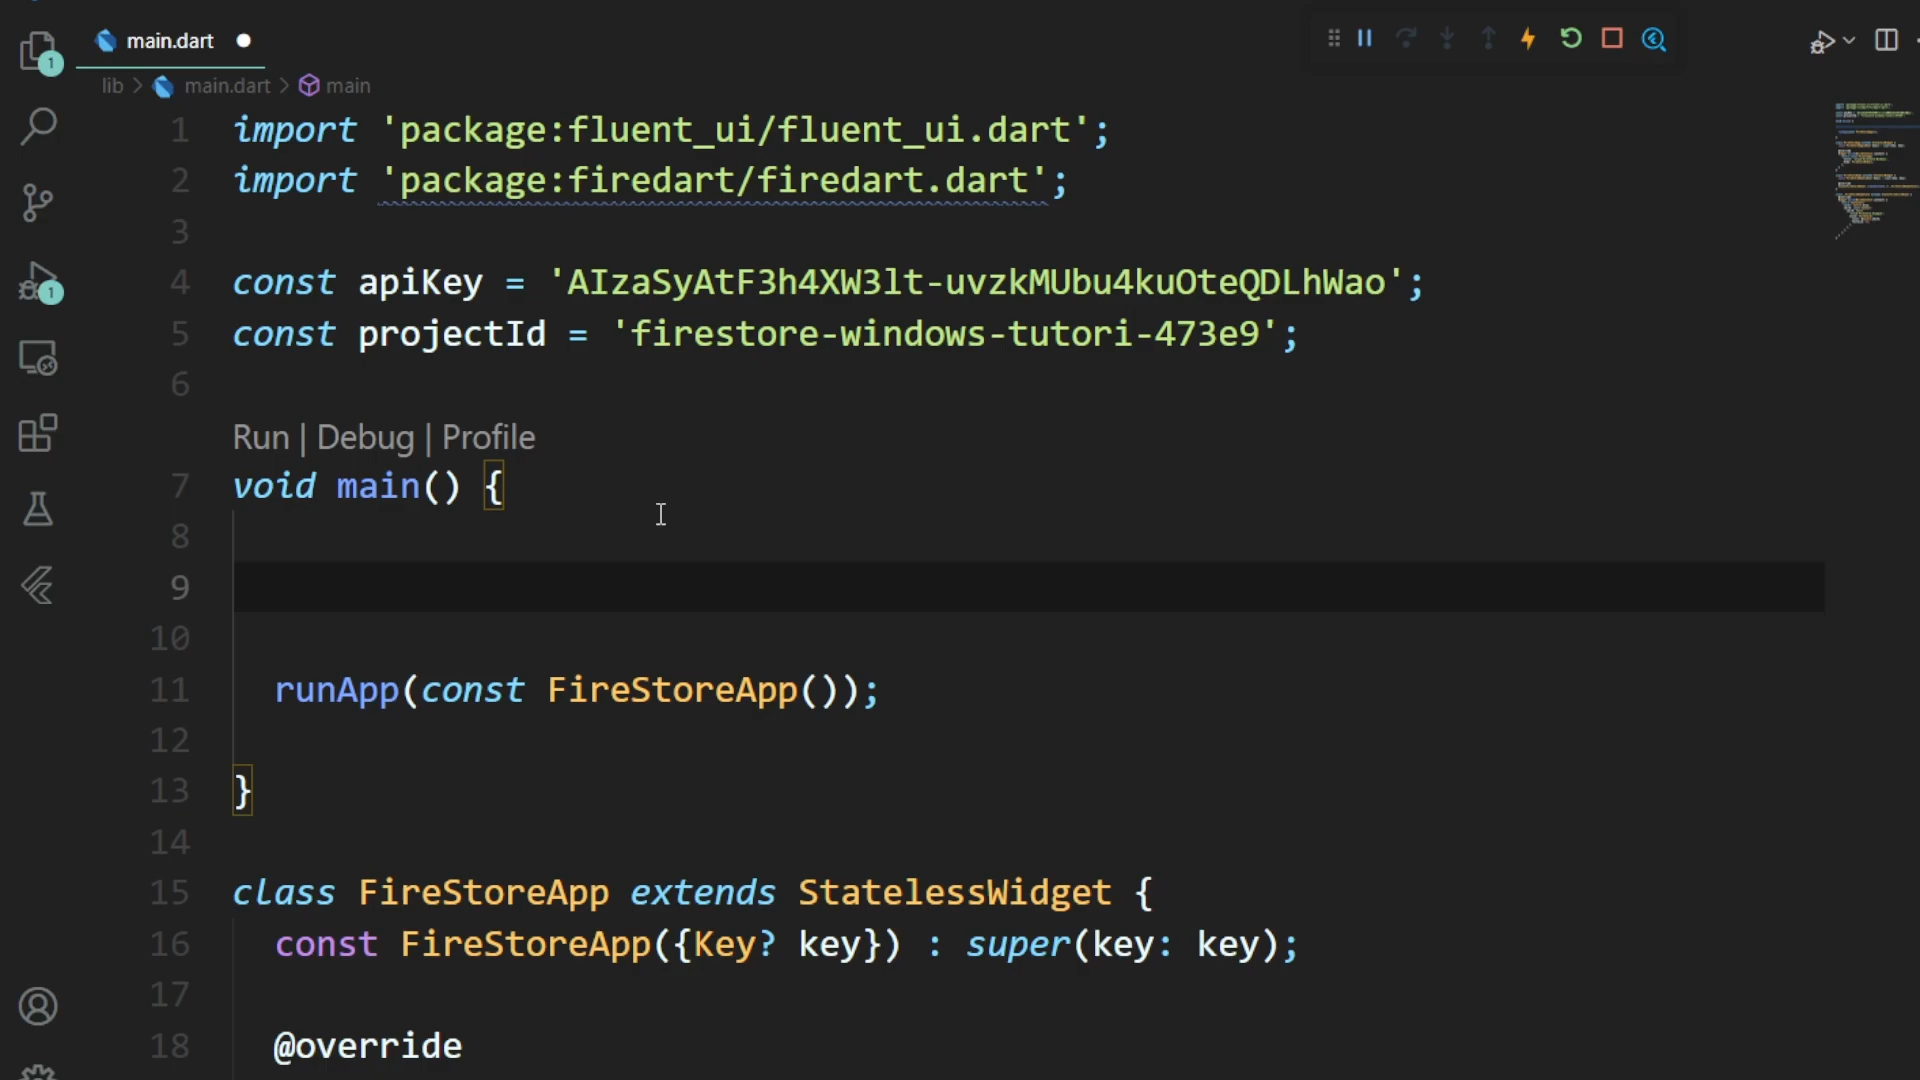 main.dart
lib > main.dart > main
1 import 'package:fluent_ui/fluent_ui.dart';
2 import 'package:firedart/firedart.dart';
3
4 const apiKey = 'AIzaSyAtF3h4XW3lt-uvzkMUbu4kuOteQDLhWao';
5 const projectId = 'firestore-windows-tutori-473e9';
6
Run | Debug | Profile
7 void main() {
8
9
10
11 runApp(const FireStoreApp());
12
13 }
14
15 class FireStoreApp extends StatelessWidget {
16 const FireStoreApp({Key? key}) : super(key: key);
17
18 @override
1
1